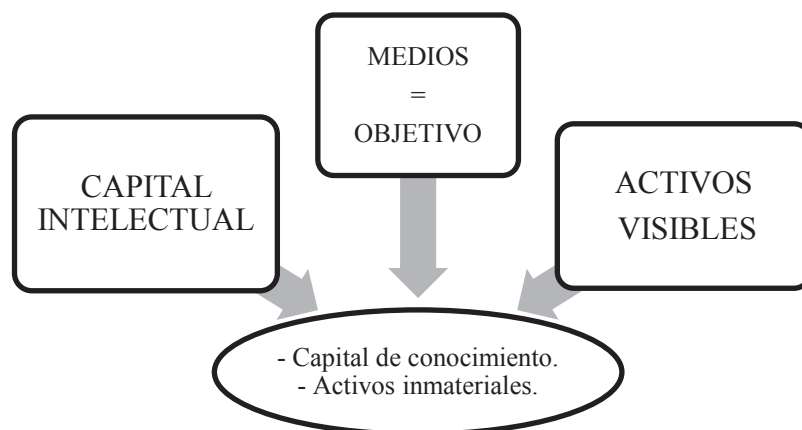 MEDIOS
=
OBJETIVO
CAPITAL
INTELECTUAL
ACTIVOS
VISIBLES
- Capital de conocimiento.
- Activos inmateriales.